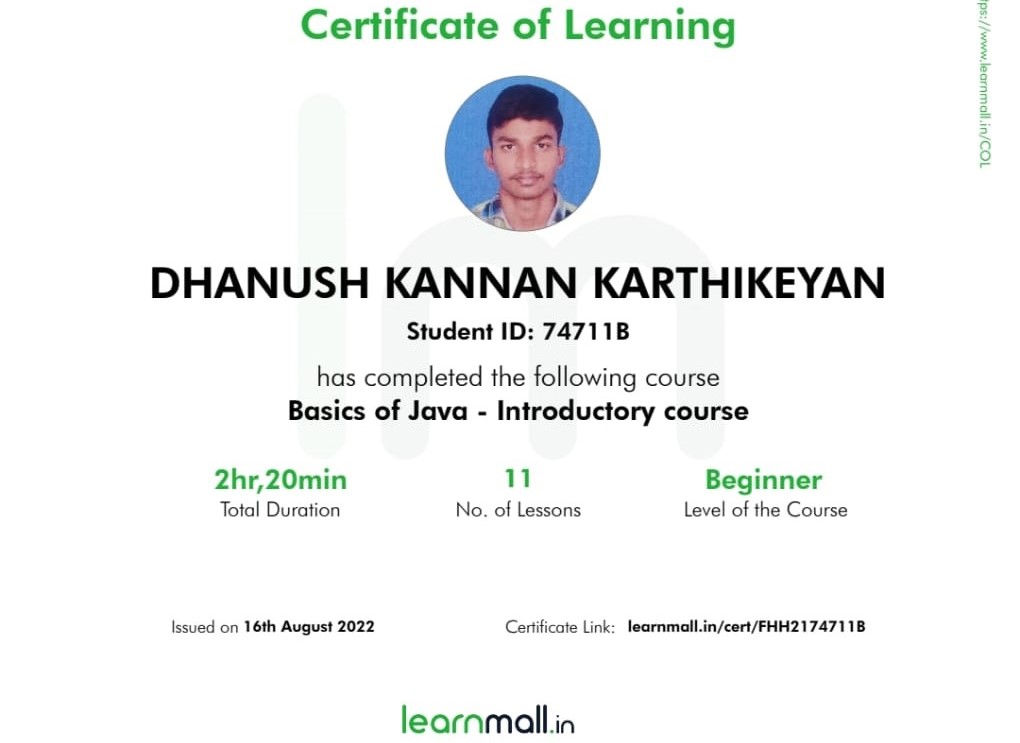 Certificate of Learning
DHANUSH KANNAN KARTHIKEYAN
Student ID: 74711B
has completed the following course
Basics of Java - Introductory course
2hr,20min
Total Duration
11
No. of Lessons
Beginner
Level of the Course
Issued on 16th August 2022
Certificate Link: learnmall.in/cert/FHH2174711B
learnmall.in
tps://www.learnmall.in/COL
lm